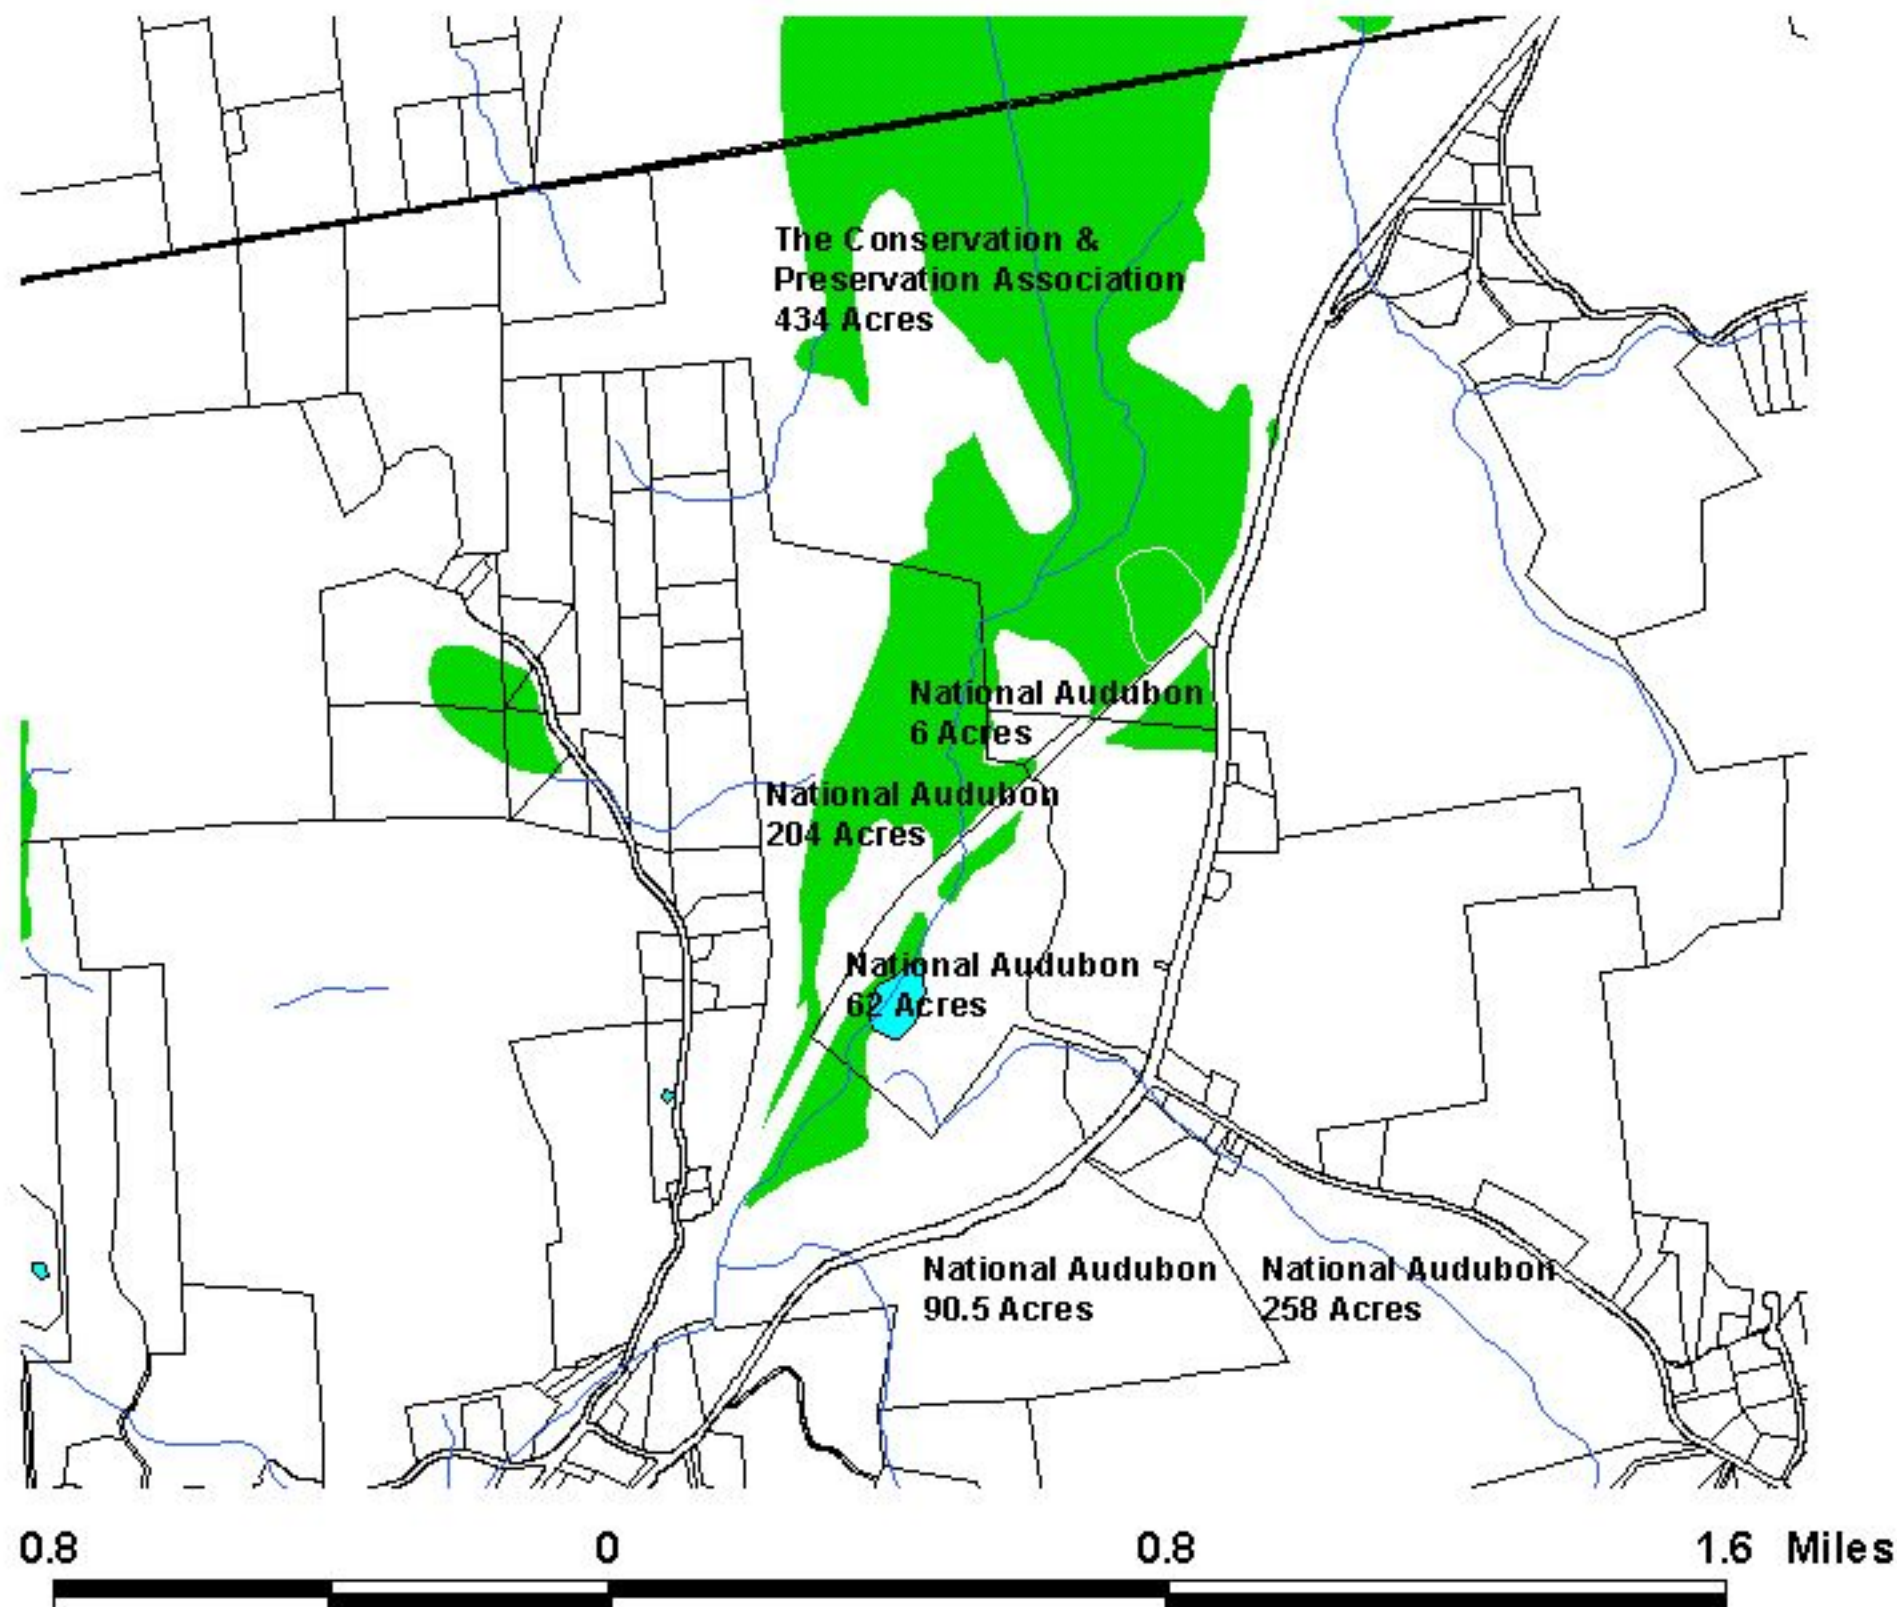 The Conservation &
Preservation Association
434 Acres
National Audubon
6 Acres
National Audubon
204 Acres
National Audubon
62 Acres
National Audubon
90.5 Acres
National Audubon
258 Acres
0.8 0 0.8 1.6 Miles